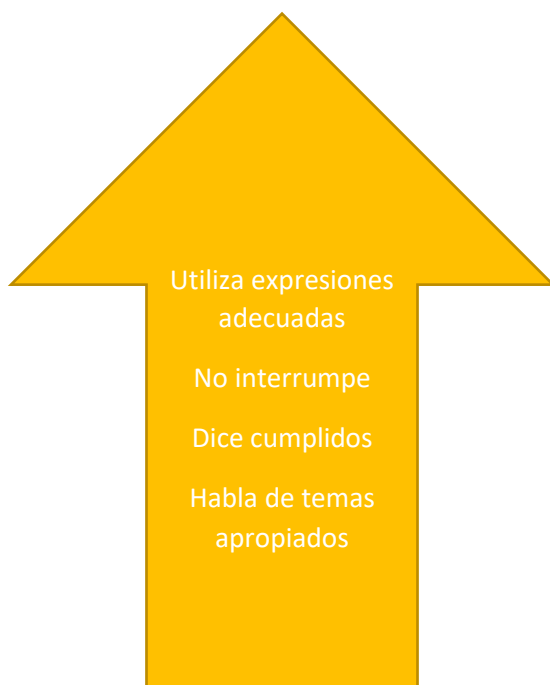 Utiliza expresiones
adecuadas
No interrumpe
Dice cumplidos
Habla de temas
apropiados